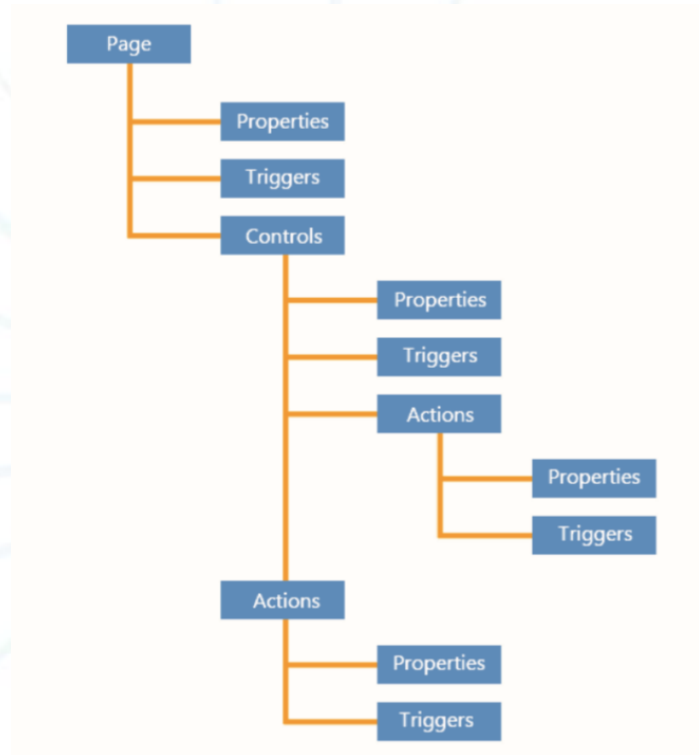 Page
Properties
Triggers
Controls
Properties
Triggers
Actions
Properties
Triggers
Actions
Properties
Triggers